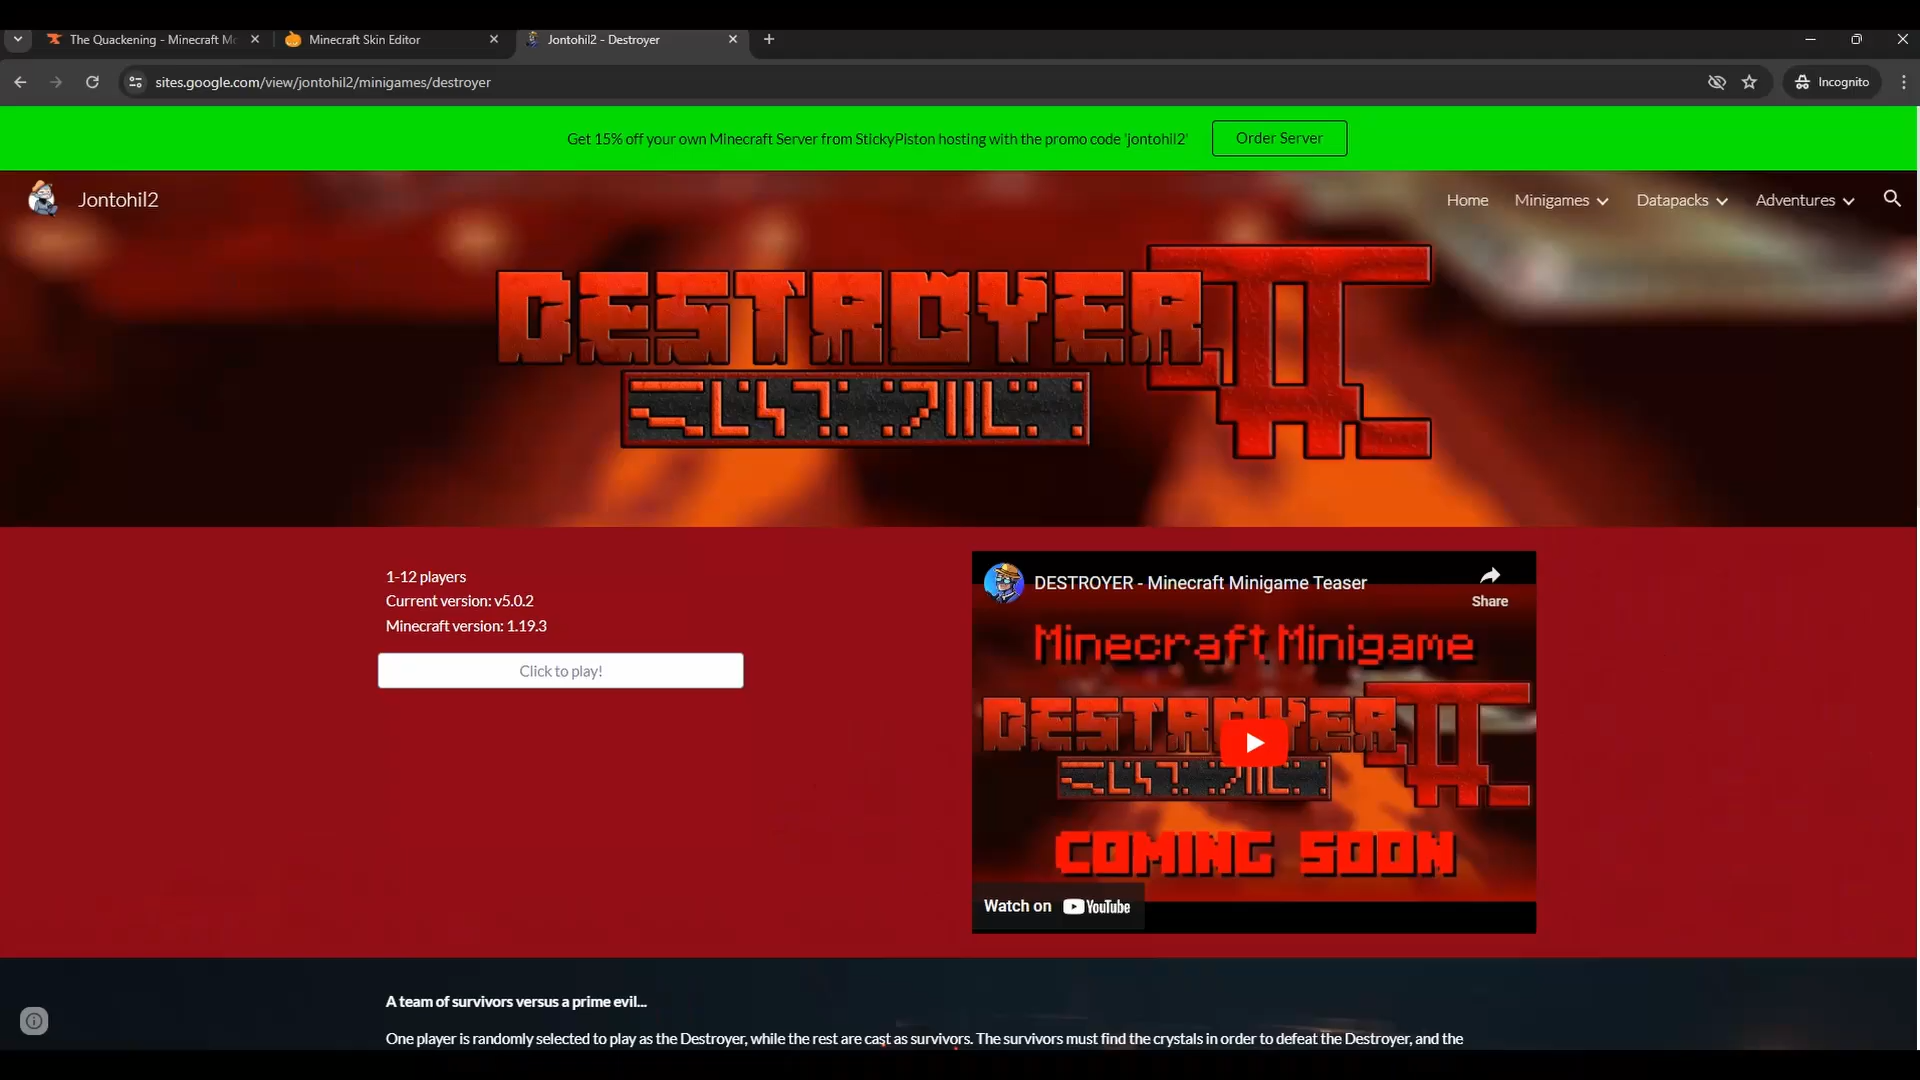 The Quackening - Minecraft Mo
Minecraft Skin Editor
Jontohil2 - Destroyer
sites.google.com/view/jontohil2/minigames/destroyer
Incognito
Get 15% off your own Minecraft Server from StickyPiston hosting with the promo code 'jontohil2'
Order Server
Jontohil2
Home
Minigames
Datapacks
Adventures
DESTROYER II
1-12 players
Current version: v5.0.2
Minecraft version: 1.19.3
Click to play!
DESTROYER - Minecraft Minigame Teaser
Share
Minecraft Minigame
DESTROYER II
COMING SOON
Watch on YouTube
A team of survivors versus a prime evil...
One player is randomly selected to play as the Destroyer, while the rest are cast as survivors. The survivors must find the crystals in order to defeat the Destroyer, and the